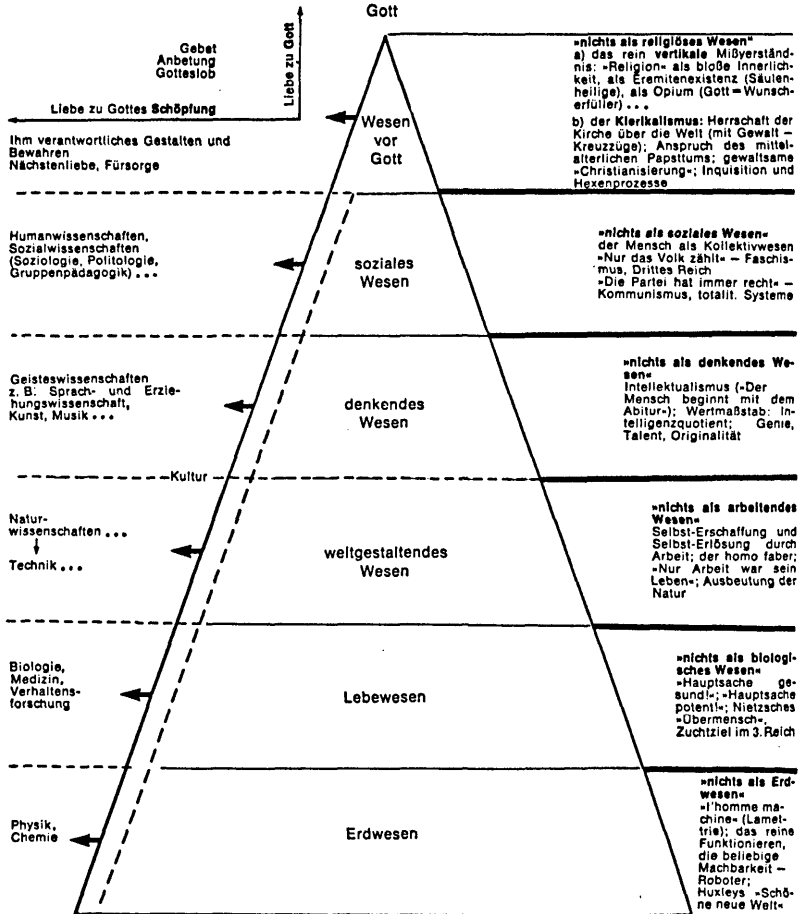 Gott
Gebet
Anbetung
Gotteslob
Liebe zu Gott
Liebe zu Gottes Schöpfung
Ihm verantwortliches Gestalten und
Bewahren
Nächstenliebe, Fürsorge
Wesen
vor
Gott
»nichts als religiöses Wesen"
a) das rein vertikale Mißverständ-
nis: »Religion« als bloße Innerlich-
keit, als Eremitenexistenz (Säulen-
heilige), als Opium (Gott = Wunsch-
erfüller) ...
b) der Klerikalismus: Herrschaft der
Kirche über die Welt (mit Gewalt –
Kreuzzüge); Anspruch des mittel-
alterlichen Papsttums; gewaltsame
»Christianisierung«; Inquisition und
Hexenprozesse
Humanwissenschaften,
Sozialwissenschaften
(Soziologie, Politologie,
Gruppenpädagogik) ...
soziales
Wesen
»nichts als soziales Wesen«
der Mensch als Kollektivwesen
»Nur das Volk zählt« – Faschis-
mus, Drittes Reich
»Die Partei hat immer recht« –
Kommunismus, totalit. Systeme
Geisteswissenschaften
z. B. Sprach- und Erzie-
hungswissenschaft,
Kunst, Musik ...
denkendes
Wesen
»nichts als denkendes We-
sen«
Intellektualismus (»Der
Mensch beginnt mit dem
Abitur«); Wertmaßstab: In-
telligenzquotient; Genie,
Talent, Originalität
Kultur
Natur-
wissenschaften ...
Technik ...
weltgestaltendes
Wesen
»nichts als arbeitendes
Wesen«
Selbst-Erschaffung und
Selbst-Erlösung durch
Arbeit; der homo faber;
»Nur Arbeit war sein
Leben«; Ausbeutung der
Natur
Biologie,
Medizin,
Verhaltens-
forschung
Lebewesen
»nichts als biologi-
sches Wesen«
»Hauptsache ge-
sund!«; »Hauptsache
potent!«; Nietzsches
»Übermensch«,
Zuchtziel im 3. Reich
Physik,
Chemie
Erdwesen
»nichts als Erd-
wesen«
»l'homme ma-
chine« (Lamet-
trie); das reine
Funktionieren,
die beliebige
Machbarkeit –
Roboter;
Huxleys »Schö-
ne neue Welt«